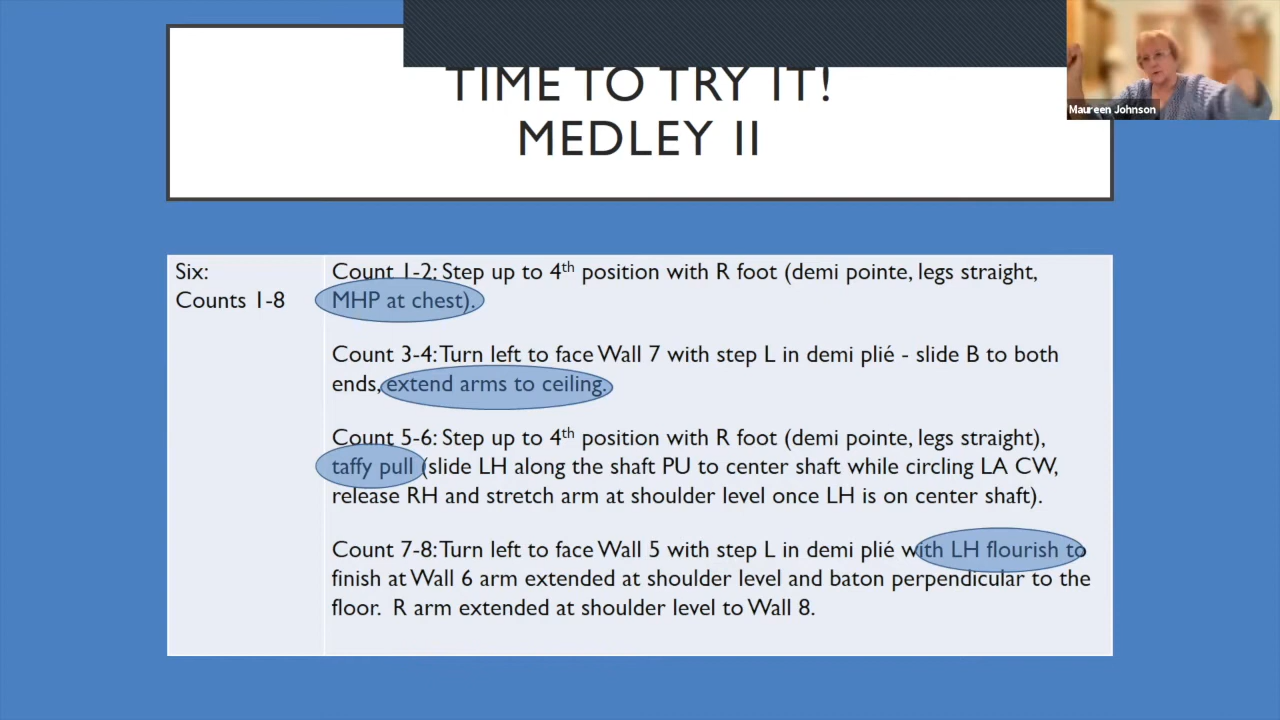 Maureen Johnson
TIME TO TRY IT!
MEDLEY II
Six:
Counts 1-8
Count 1-2: Step up to 4th position with R foot (demi pointe, legs straight,
MHP at chest).
Count 3-4: Turn left to face Wall 7 with step L in demi plié - slide B to both
ends, extend arms to ceiling.
Count 5-6: Step up to 4th position with R foot (demi pointe, legs straight),
taffy pull (slide LH along the shaft PU to center shaft while circling LA CW,
release RH and stretch arm at shoulder level once LH is on center shaft).
Count 7-8: Turn left to face Wall 5 with step L in demi plié with LH flourish to
finish at Wall 6 arm extended at shoulder level and baton perpendicular to the
floor. R arm extended at shoulder level to Wall 8.